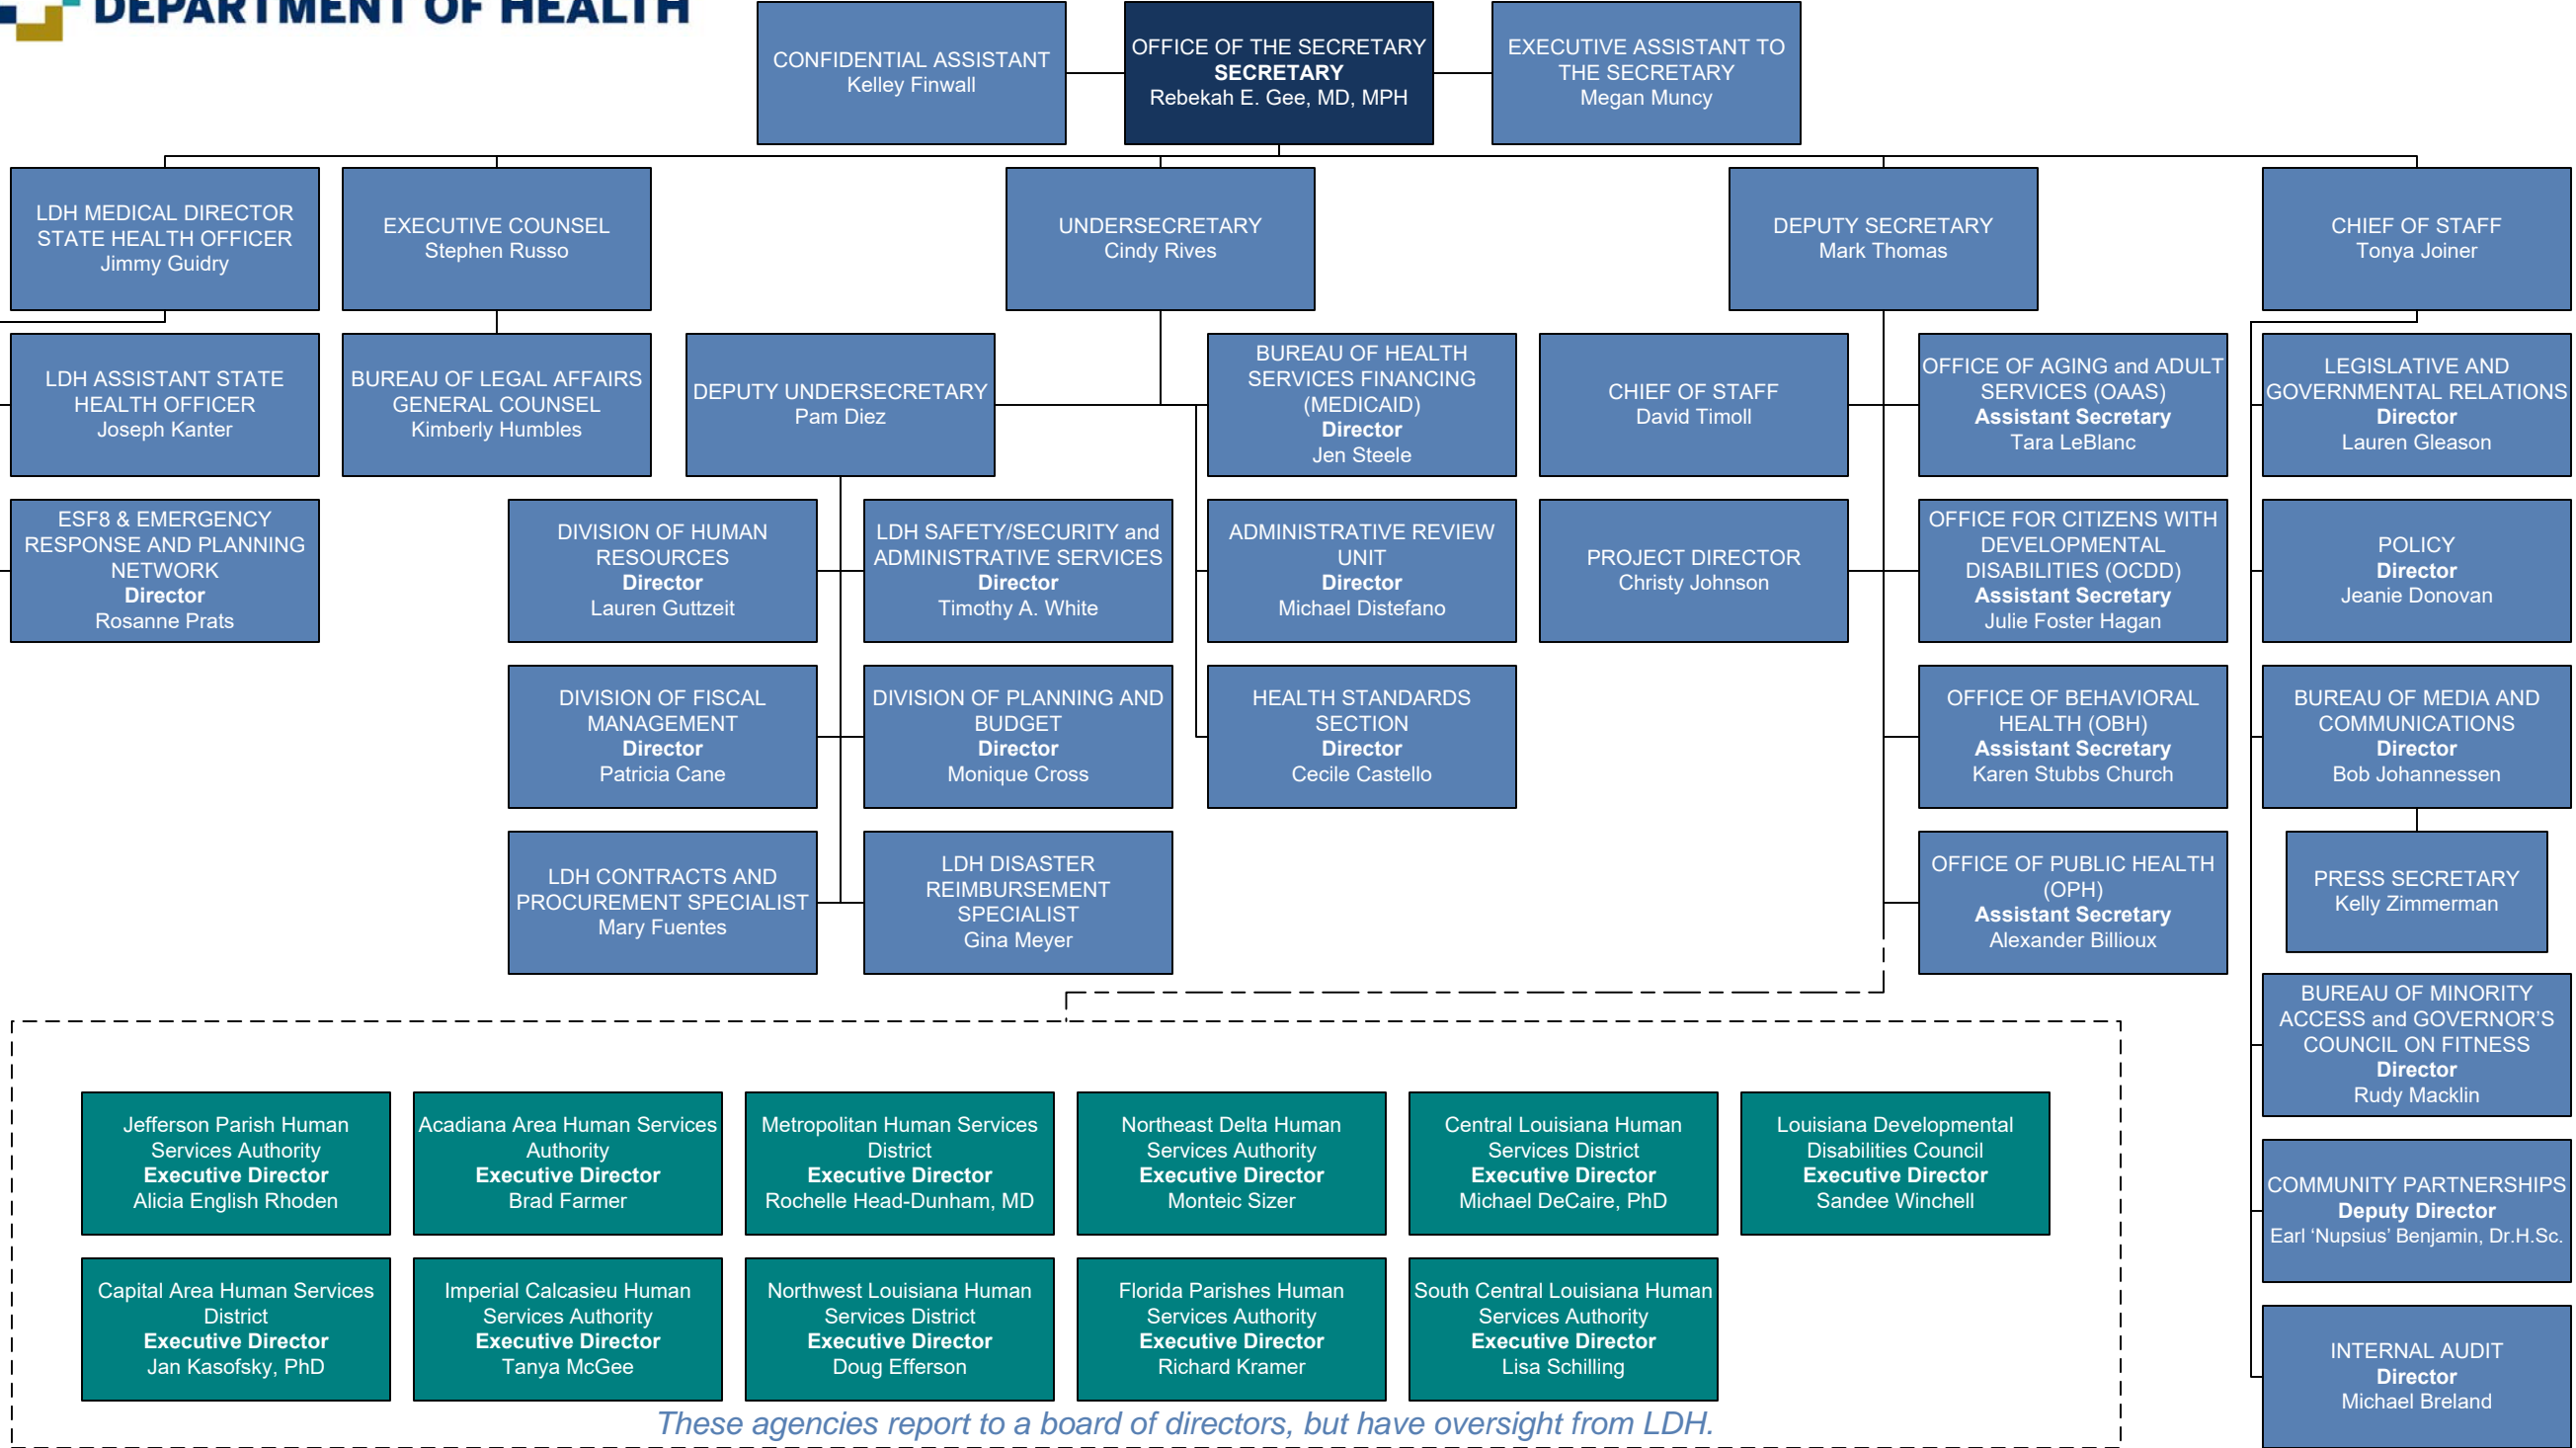 DEPARTMENT OF HEALTH
CONFIDENTIAL ASSISTANT
Kelley Finwall
OFFICE OF THE SECRETARY
SECRETARY
Rebekah E. Gee, MD, MPH
EXECUTIVE ASSISTANT TO
THE SECRETARY
Megan Muncy
LDH MEDICAL DIRECTOR
STATE HEALTH OFFICER
Jimmy Guidry
EXECUTIVE COUNSEL
Stephen Russo
UNDERSECRETARY
Cindy Rives
DEPUTY SECRETARY
Mark Thomas
CHIEF OF STAFF
Tonya Joiner
LDH ASSISTANT STATE
HEALTH OFFICER
Joseph Kanter
BUREAU OF LEGAL AFFAIRS
GENERAL COUNSEL
Kimberly Humbles
DEPUTY UNDERSECRETARY
Pam Diez
BUREAU OF HEALTH
SERVICES FINANCING
(MEDICAID)
Director
Jen Steele
CHIEF OF STAFF
David Timoll
OFFICE OF AGING and ADULT
SERVICES (OAAS)
Assistant Secretary
Tara LeBlanc
LEGISLATIVE AND
GOVERNMENTAL RELATIONS
Director
Lauren Gleason
ESF8 & EMERGENCY
RESPONSE AND PLANNING
NETWORK
Director
Rosanne Prats
DIVISION OF HUMAN
RESOURCES
Director
Lauren Guttzeit
LDH SAFETY/SECURITY and
ADMINISTRATIVE SERVICES
Director
Timothy A. White
ADMINISTRATIVE REVIEW
UNIT
Director
Michael Distefano
PROJECT DIRECTOR
Christy Johnson
OFFICE FOR CITIZENS WITH
DEVELOPMENTAL
DISABILITIES (OCDD)
Assistant Secretary
Julie Foster Hagan
POLICY
Director
Jeanie Donovan
DIVISION OF FISCAL
MANAGEMENT
Director
Patricia Cane
DIVISION OF PLANNING AND
BUDGET
Director
Monique Cross
HEALTH STANDARDS
SECTION
Director
Cecile Castello
OFFICE OF BEHAVIORAL
HEALTH (OBH)
Assistant Secretary
Karen Stubbs Church
BUREAU OF MEDIA AND
COMMUNICATIONS
Director
Bob Johannessen
LDH CONTRACTS AND
PROCUREMENT SPECIALIST
Mary Fuentes
LDH DISASTER
REIMBURSEMENT
SPECIALIST
Gina Meyer
OFFICE OF PUBLIC HEALTH
(OPH)
Assistant Secretary
Alexander Billioux
PRESS SECRETARY
Kelly Zimmerman
BUREAU OF MINORITY
ACCESS and GOVERNOR’S
COUNCIL ON FITNESS
Director
Rudy Macklin
Jefferson Parish Human
Services Authority
Executive Director
Alicia English Rhoden
Acadiana Area Human Services
Authority
Executive Director
Brad Farmer
Metropolitan Human Services
District
Executive Director
Rochelle Head-Dunham, MD
Northeast Delta Human
Services Authority
Executive Director
Monteic Sizer
Central Louisiana Human
Services District
Executive Director
Michael DeCaire, PhD
Louisiana Developmental
Disabilities Council
Executive Director
Sandee Winchell
COMMUNITY PARTNERSHIPS
Deputy Director
Earl ‘Nupsius’ Benjamin, Dr.H.Sc.
Capital Area Human Services
District
Executive Director
Jan Kasofsky, PhD
Imperial Calcasieu Human
Services Authority
Executive Director
Tanya McGee
Northwest Louisiana Human
Services District
Executive Director
Doug Efferson
Florida Parishes Human
Services Authority
Executive Director
Richard Kramer
South Central Louisiana Human
Services Authority
Executive Director
Lisa Schilling
INTERNAL AUDIT
Director
Michael Breland
These agencies report to a board of directors, but have oversight from LDH.